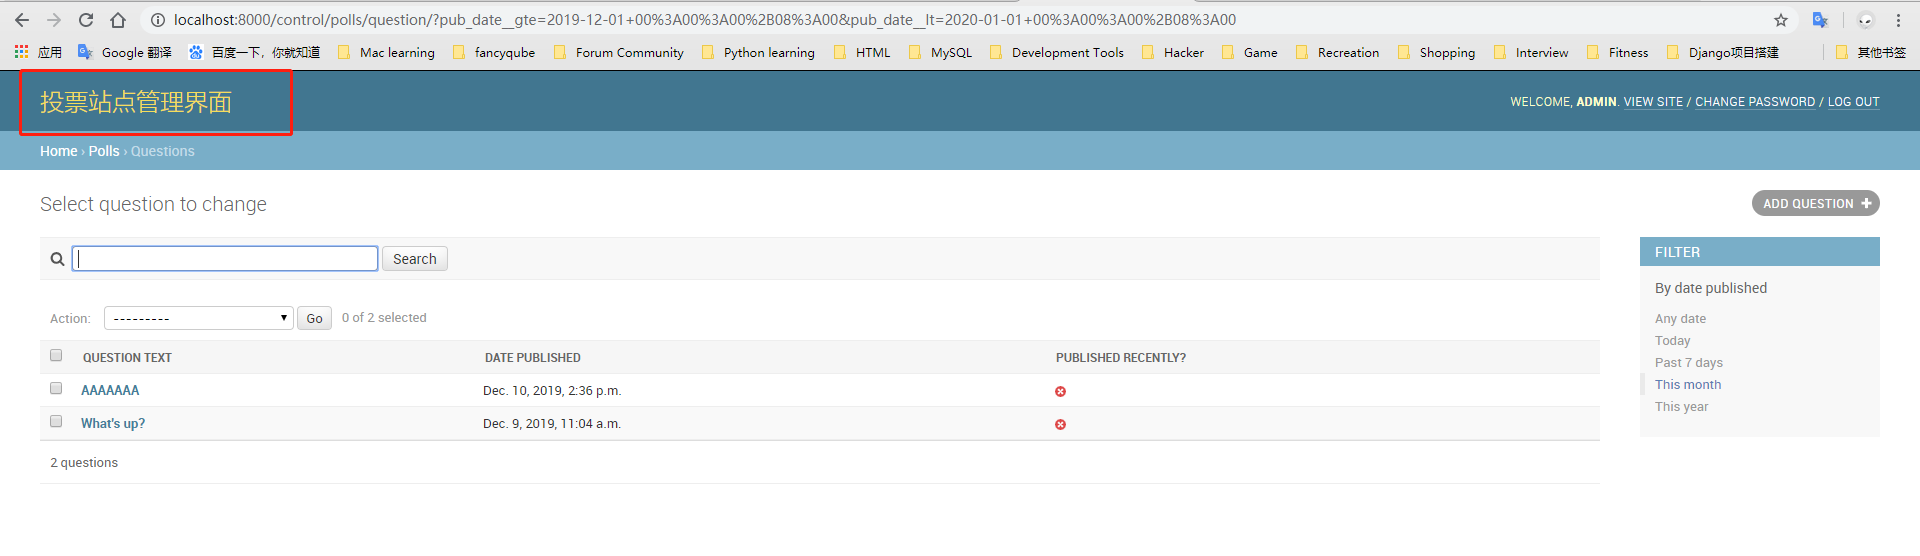 localhost:8000/control/polls/question/?pub_date__gte=2019-12-01+00%3A00%3A00%2B08%3A00&pub_date__lt=2020-01-01+00%3A00%3A00%2B08%3A00
应用 Google 翻译 百度一下，你就知道 Mac learning fancyqube Forum Community Python learning HTML MySQL Development Tools Hacker Game Recreation Shopping Interview Fitness Django项目搭建 其他书签
投票站点管理界面
WELCOME, ADMIN. VIEW SITE / CHANGE PASSWORD / LOG OUT
Home › Polls › Questions
Select question to change
ADD QUESTION +
Search
Action: --------- Go 0 of 2 selected
QUESTION TEXT DATE PUBLISHED PUBLISHED RECENTLY?
AAAAAAA Dec. 10, 2019, 2:36 p.m.
What's up? Dec. 9, 2019, 11:04 a.m.
2 questions
FILTER
By date published
Any date
Today
Past 7 days
This month
This year